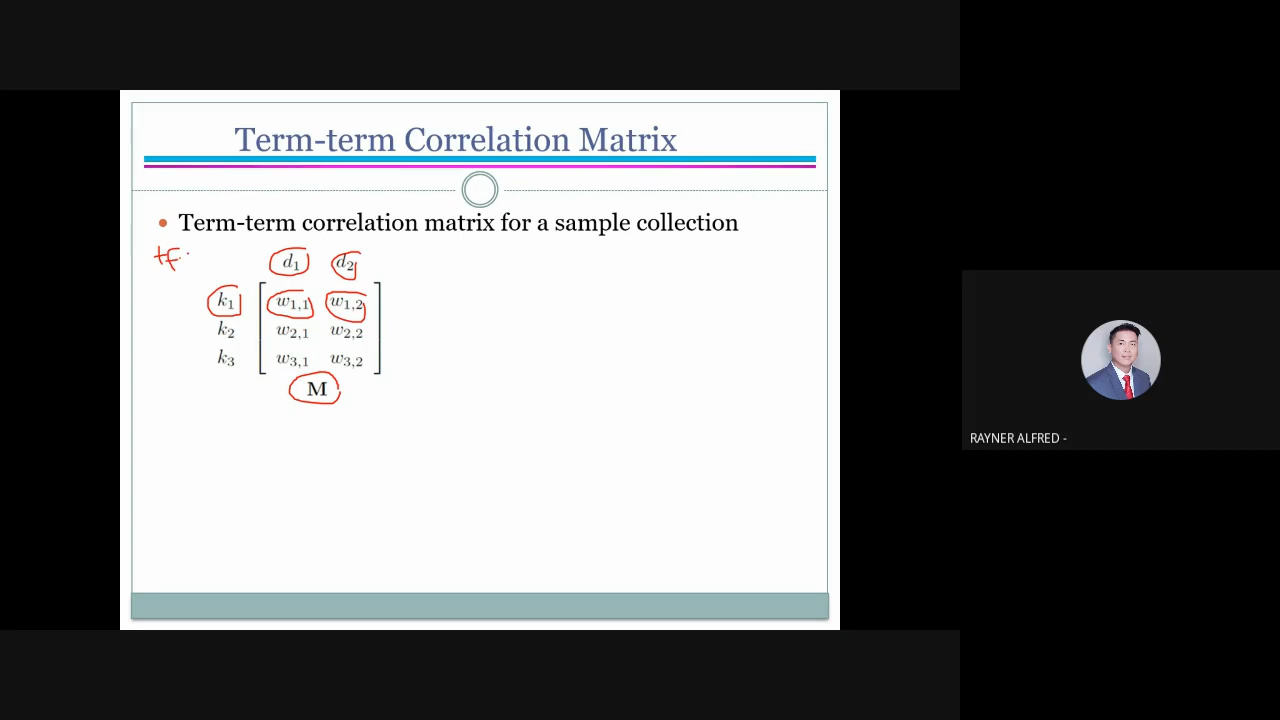 Term-term Correlation Matrix
• Term-term correlation matrix for a sample collection
tf.
d1 d2
k1 w1,1 w1,2
k2 w2,1 w2,2
k3 w3,1 w3,2
M
RAYNER ALFRED -